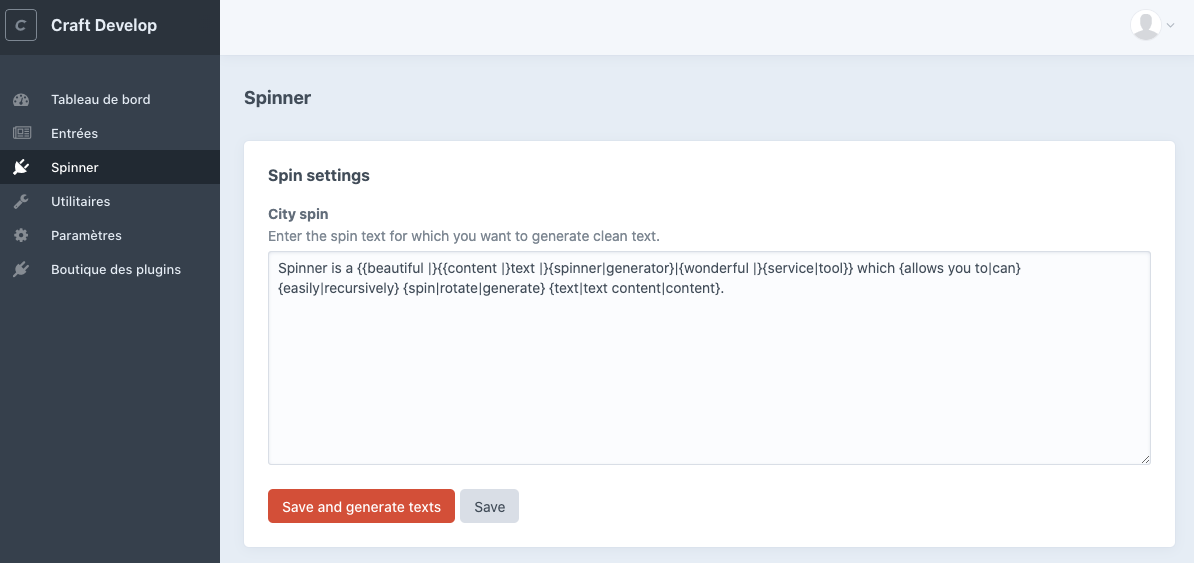 C
Craft Develop
Tableau de bord
Entrées
Spinner
Utilitaires
Paramètres
Boutique des plugins
Spinner
Spin settings
City spin
Enter the spin text for which you want to generate clean text.
Spinner is a {{beautiful |}{{content |}text |}{spinner|generator}|{wonderful |}{service|tool}} which {allows you to|can}
{easily|recursively} {spin|rotate|generate} {text|text content|content}.
Save and generate texts
Save